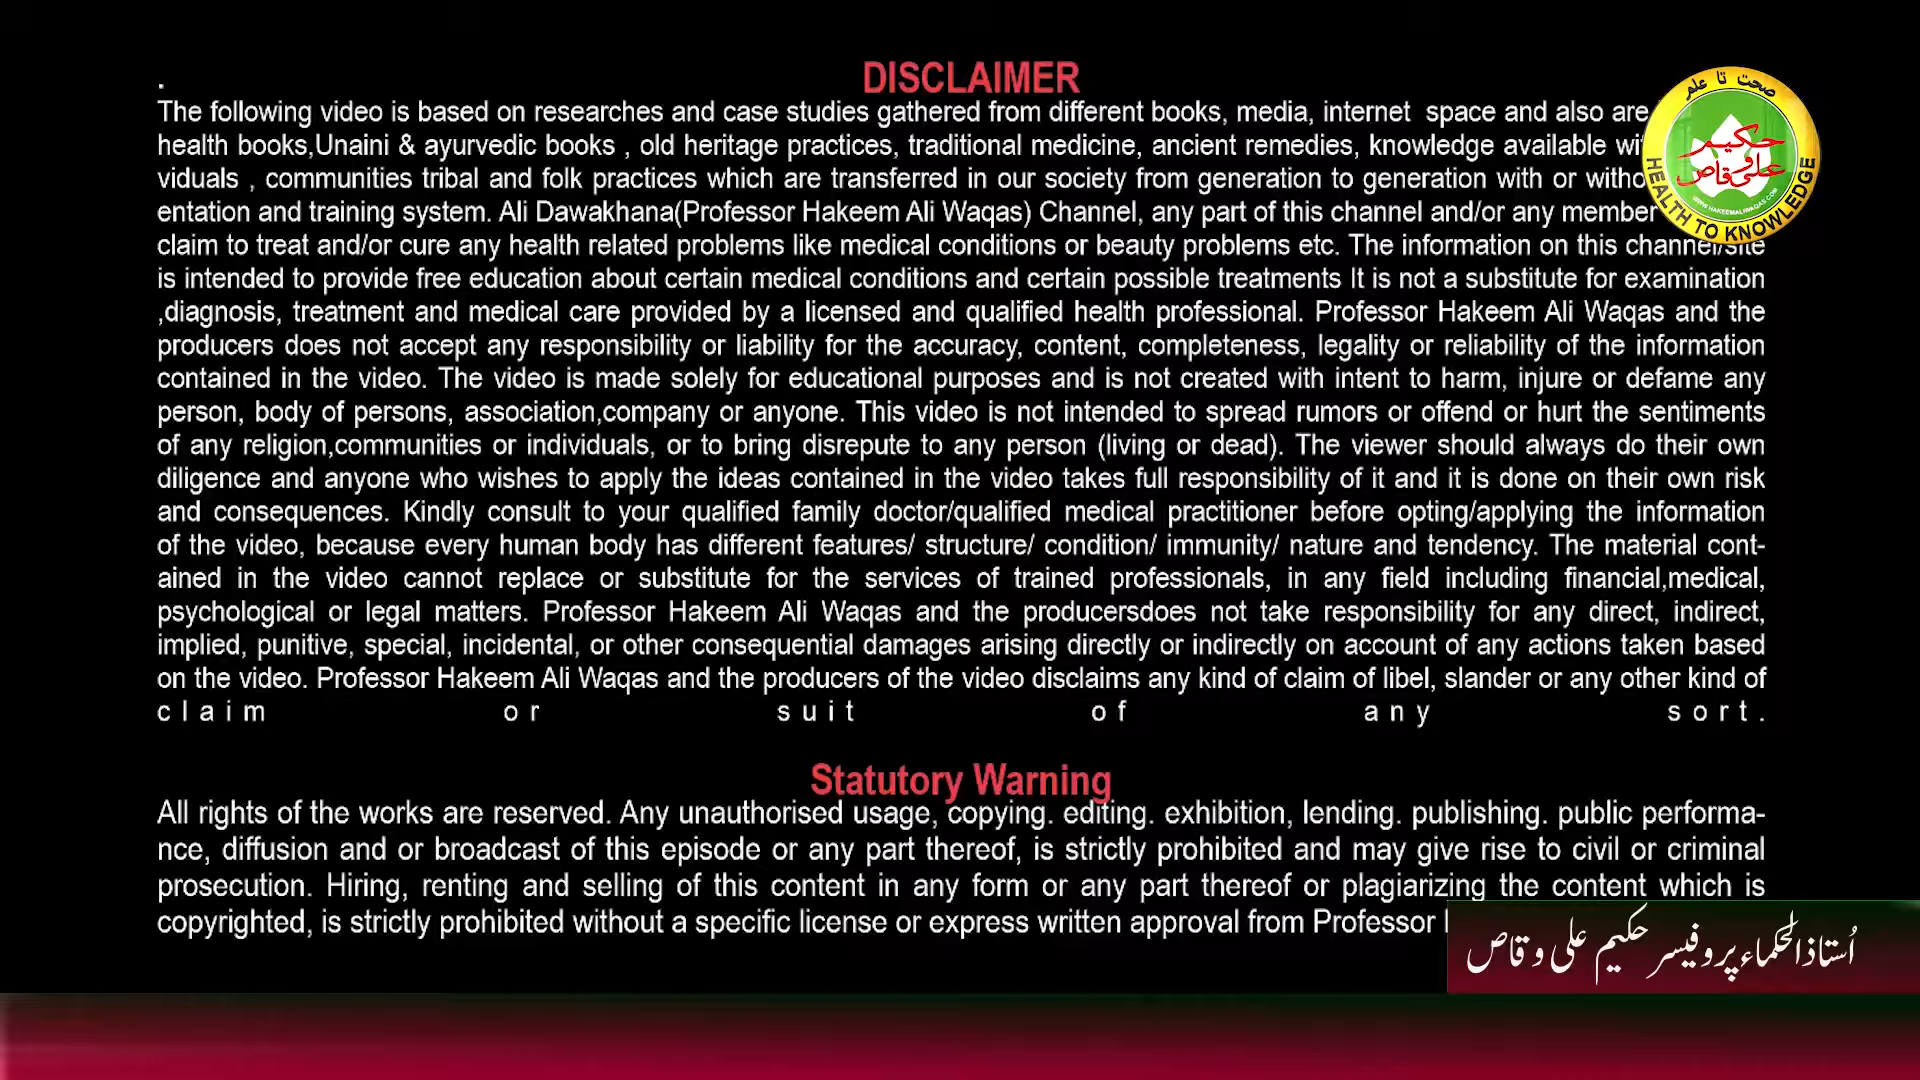 DISCLAIMER
.
The following video is based on researches and case studies gathered from different books, media, internet space and also are
health books,Unaini & ayurvedic books , old heritage practices, traditional medicine, ancient remedies, knowledge available
viduals , communities tribal and folk practices which are transferred in our society from generation to generation with or
entation and training system. Ali Dawakhana(Professor Hakeem Ali Waqas) Channel, any part of this channel and/or any member
claim to treat and/or cure any health related problems like medical conditions or beauty problems etc. The information on this channel/site
is intended to provide free education about certain medical conditions and certain possible treatments It is not a substitute for examination
,diagnosis, treatment and medical care provided by a licensed and qualified health professional. Professor Hakeem Ali Waqas and the
producers does not accept any responsibility or liability for the accuracy, content, completeness, legality or reliability of the information
contained in the video. The video is made solely for educational purposes and is not created with intent to harm, injure or defame any
person, body of persons, association,company or anyone. This video is not intended to spread rumors or offend or hurt the sentiments
of any religion,communities or individuals, or to bring disrepute to any person (living or dead). The viewer should always do their own
diligence and anyone who wishes to apply the ideas contained in the video takes full responsibility of it and it is done on their own risk
and consequences. Kindly consult to your qualified family doctor/qualified medical practitioner before opting/applying the information
of the video, because every human body has different features/ structure/ condition/ immunity/ nature and tendency. The material cont-
ained in the video cannot replace or substitute for the services of trained professionals, in any field including financial,medical,
psychological or legal matters. Professor Hakeem Ali Waqas and the producersdoes not take responsibility for any direct, indirect,
implied, punitive, special, incidental, or other consequential damages arising directly or indirectly on account of any actions taken based
on the video. Professor Hakeem Ali Waqas and the producers of the video disclaims any kind of claim of libel, slander or any other kind of
claim or suit of any sort.
صحت تا علم
حکیم
علی وقاص
WWW.HAKEEMALIWAQAS.COM
HEALTH TO KNOWLEDGE
Statutory Warning
All rights of the works are reserved. Any unauthorised usage, copying. editing. exhibition, lending. publishing. public performa-
nce, diffusion and or broadcast of this episode or any part thereof, is strictly prohibited and may give rise to civil or criminal
prosecution. Hiring, renting and selling of this content in any form or any part thereof or plagiarizing the content which is
copyrighted, is strictly prohibited without a specific license or express written approval from Professor
اُستاذالحکماء پروفیسر حکیم علی وقاص